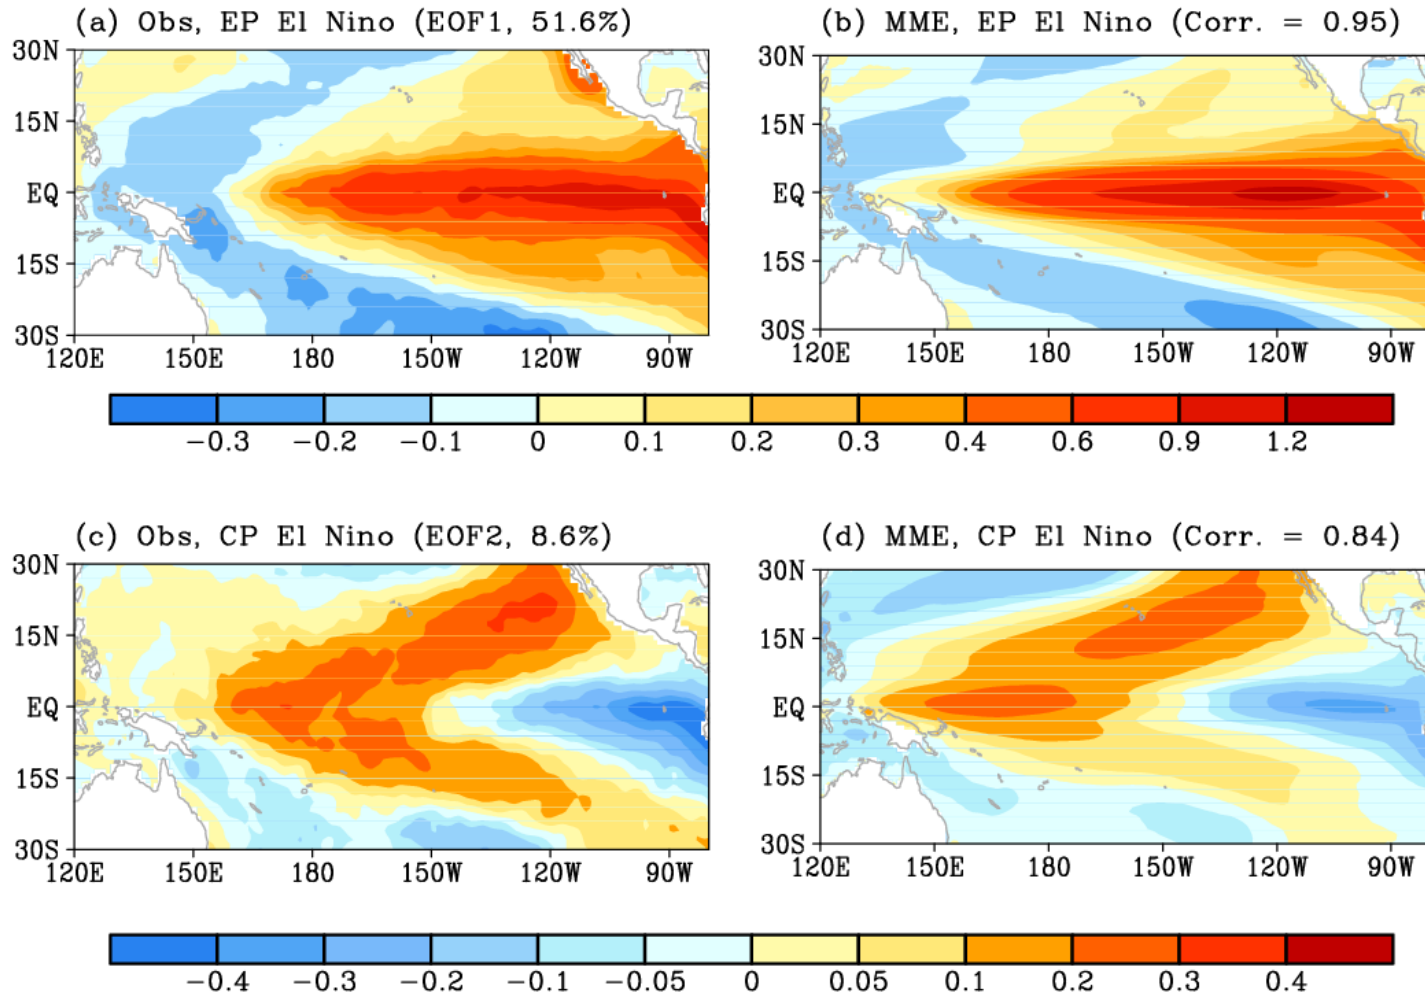 (a) Obs, EP El Nino (EOF1, 51.6%)
(b) MME, EP El Nino (Corr. = 0.95)
30N
15N
EQ
15S
30S
120E 150E 180 150W 120W 90W
30N
15N
EQ
15S
30S
120E 150E 180 150W 120W 90W
−0.3 −0.2 −0.1 0 0.1 0.2 0.3 0.4 0.6 0.9 1.2
(c) Obs, CP El Nino (EOF2, 8.6%)
(d) MME, CP El Nino (Corr. = 0.84)
30N
15N
EQ
15S
30S
120E 150E 180 150W 120W 90W
30N
15N
EQ
15S
30S
120E 150E 180 150W 120W 90W
−0.4 −0.3 −0.2 −0.1 −0.05 0 0.05 0.1 0.2 0.3 0.4